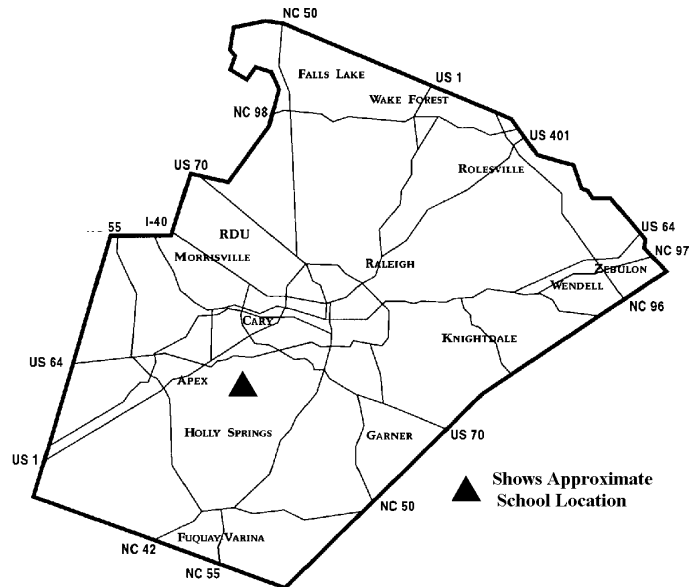 NC 50
FALLS LAKE
US 1
WAKE FOREST
NC 98
US 401
US 70
ROLESVILLE
55
I-40
RDU
US 64
MORRISVILLE
RALEIGH
NC 97
ZEBULON
WENDELL
NC 96
CARY
KNIGHTDALE
US 64
APEX
HOLLY SPRINGS
GARNER
US 70
US 1
Shows Approximate
School Location
NC 50
FUQUAY VARINA
NC 42
NC 55